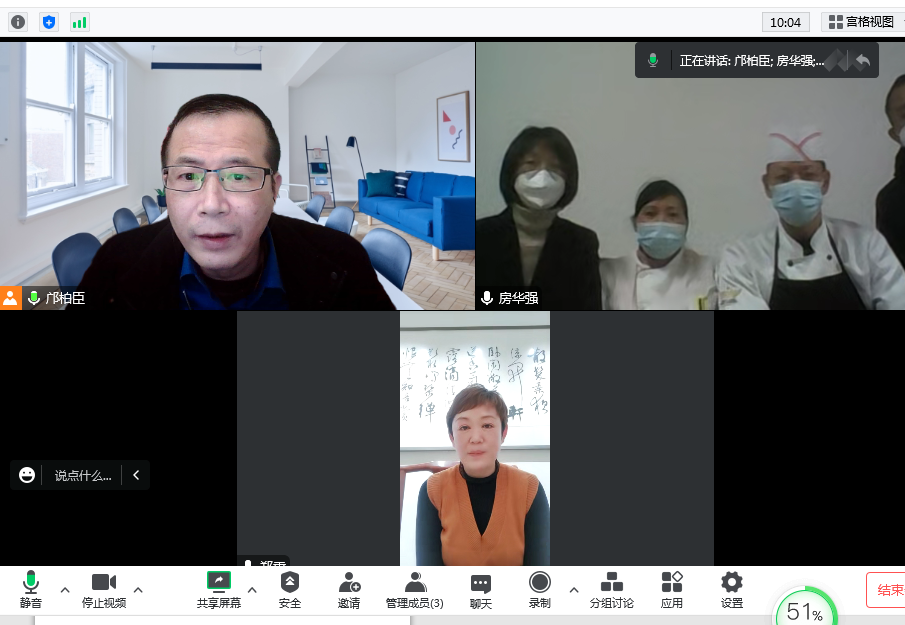 10:04
宫格视图
正在讲话: 邝柏臣; 房华强;...
邝柏臣
房华强
说点什么...
静音
停止视频
共享屏幕
安全
邀请
管理成员(3)
聊天
录制
分组讨论
应用
设置
51%
结束